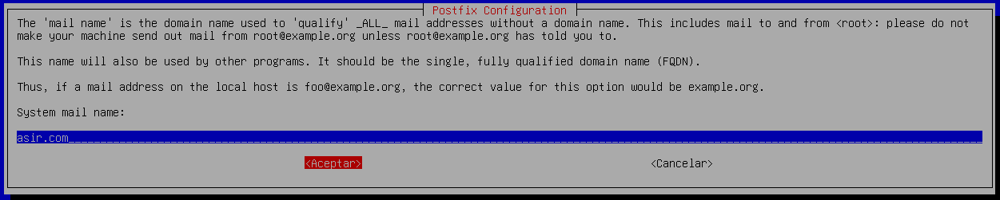 Postfix Configuration
The 'mail name' is the domain name used to 'qualify' _ALL_ mail addresses without a domain name. This includes mail to and from <root>: please do not
make your machine send out mail from root@example.org unless root@example.org has told you to.
This name will also be used by other programs. It should be the single, fully qualified domain name (FQDN).
Thus, if a mail address on the local host is foo@example.org, the correct value for this option would be example.org.
System mail name:
asir.com
<Aceptar> <Cancelar>